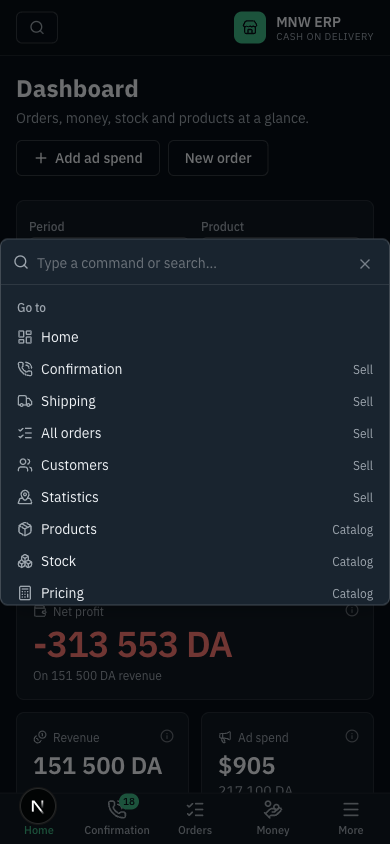 MNW ERP
CASH ON DELIVERY
Dashboard
Orders, money, stock and products at a glance.
Add ad spend
New order
Period Product
Type a command or search...
Go to
Home
Confirmation Sell
Shipping Sell
All orders Sell
Customers Sell
Statistics Sell
Products Catalog
Stock Catalog
Pricing Catalog
Net profit
-313 553 DA
On 151 500 DA revenue
Revenue
151 500 DA
Ad spend
$905
217 100 DA
N
18
Home Confirmation Orders Money More